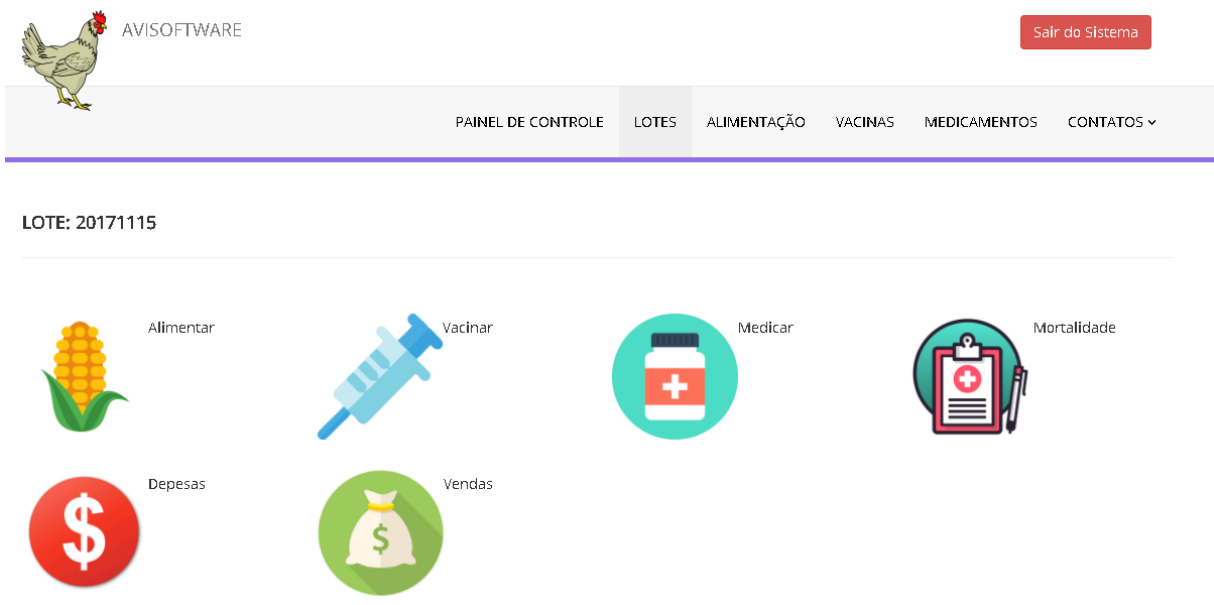 AVISOFTWARE
Sair do Sistema
PAINEL DE CONTROLE LOTES ALIMENTAÇÃO VACINAS MEDICAMENTOS CONTATOS
LOTE: 20171115
Alimentar Vacinar Medicar Mortalidade
Depesas Vendas